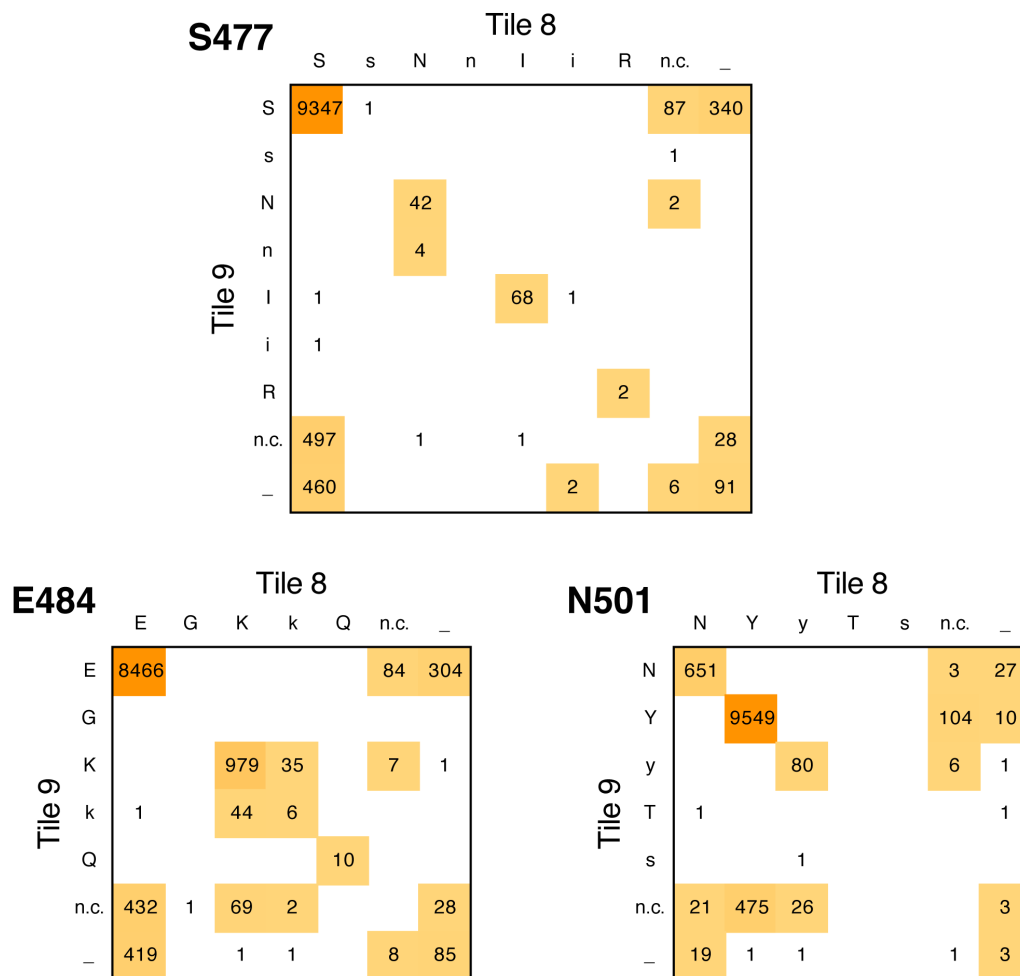 S477
Tile 8
S s N n I i R n.c. _
Tile 9
S 9347 1 87 340
s 1
N 42 2
n 4
I 1 68 1
i 1
R 2
n.c. 497 1 1 28
_ 460 2 6 91
E484
Tile 8
E G K k Q n.c. _
Tile 9
E 8466 84 304
G
K 979 35 7 1
k 1 44 6
Q 10
n.c. 432 1 69 2 28
_ 419 1 1 8 85
N501
Tile 8
N Y y T s n.c. _
Tile 9
N 651 3 27
Y 9549 104 10
y 80 6 1
T 1 1
s 1
n.c. 21 475 26 3
_ 19 1 1 1 3